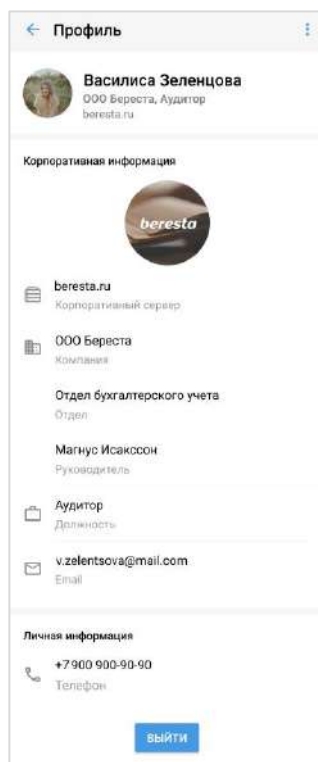 Профиль
Василиса Зеленцова
ООО Береста, Аудитор
beresta.ru
Корпоративная информация
beresta
beresta.ru
Корпоративный сервер
ООО Береста
Компания
Отдел бухгалтерского учета
Отдел
Магнус Исакссон
Руководитель
Аудитор
Должность
v.zelentsova@mail.com
Email
Личная информация
+7 900 900-90-90
Телефон
ВЫЙТИ